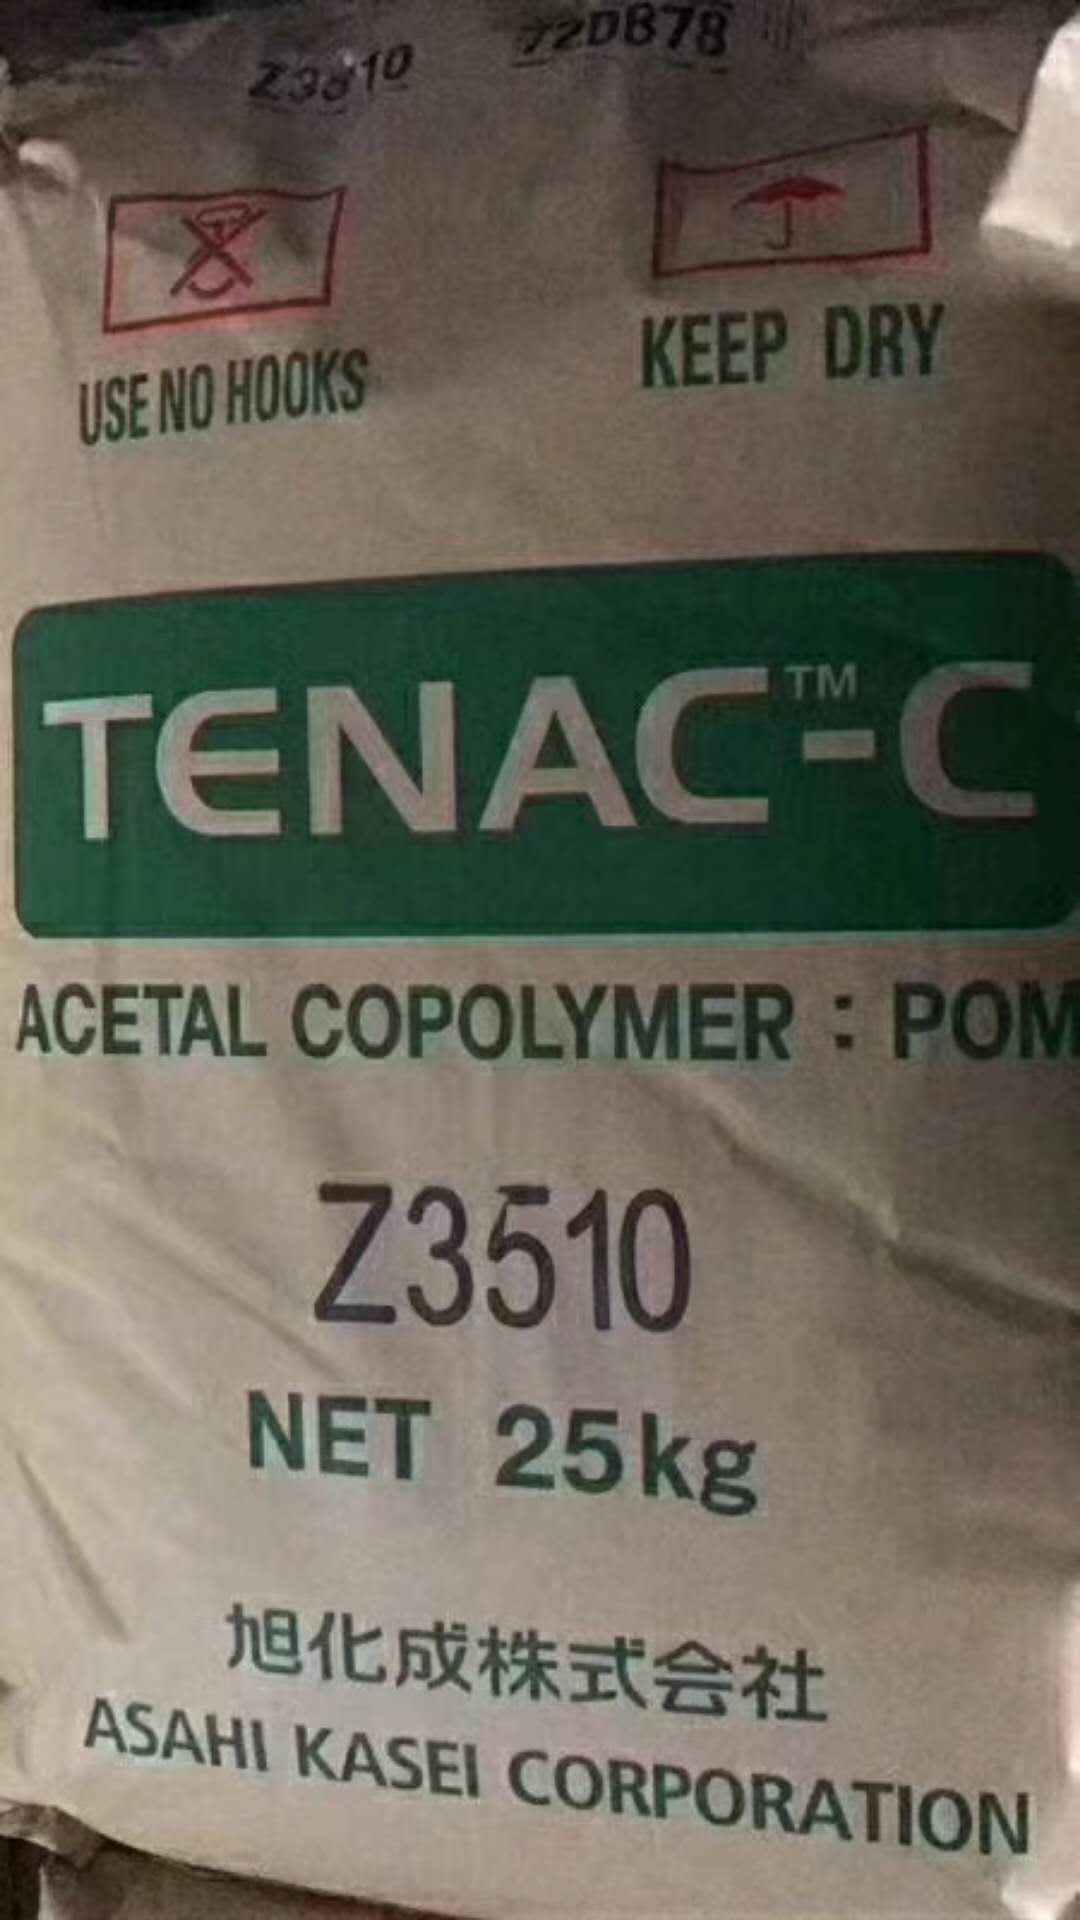 Z3510
72D878
USE NO HOOKS
KEEP DRY
TENAC™-C
ACETAL COPOLYMER : POM
Z3510
NET 25kg
旭化成株式会社
ASAHI KASEI CORPORATION